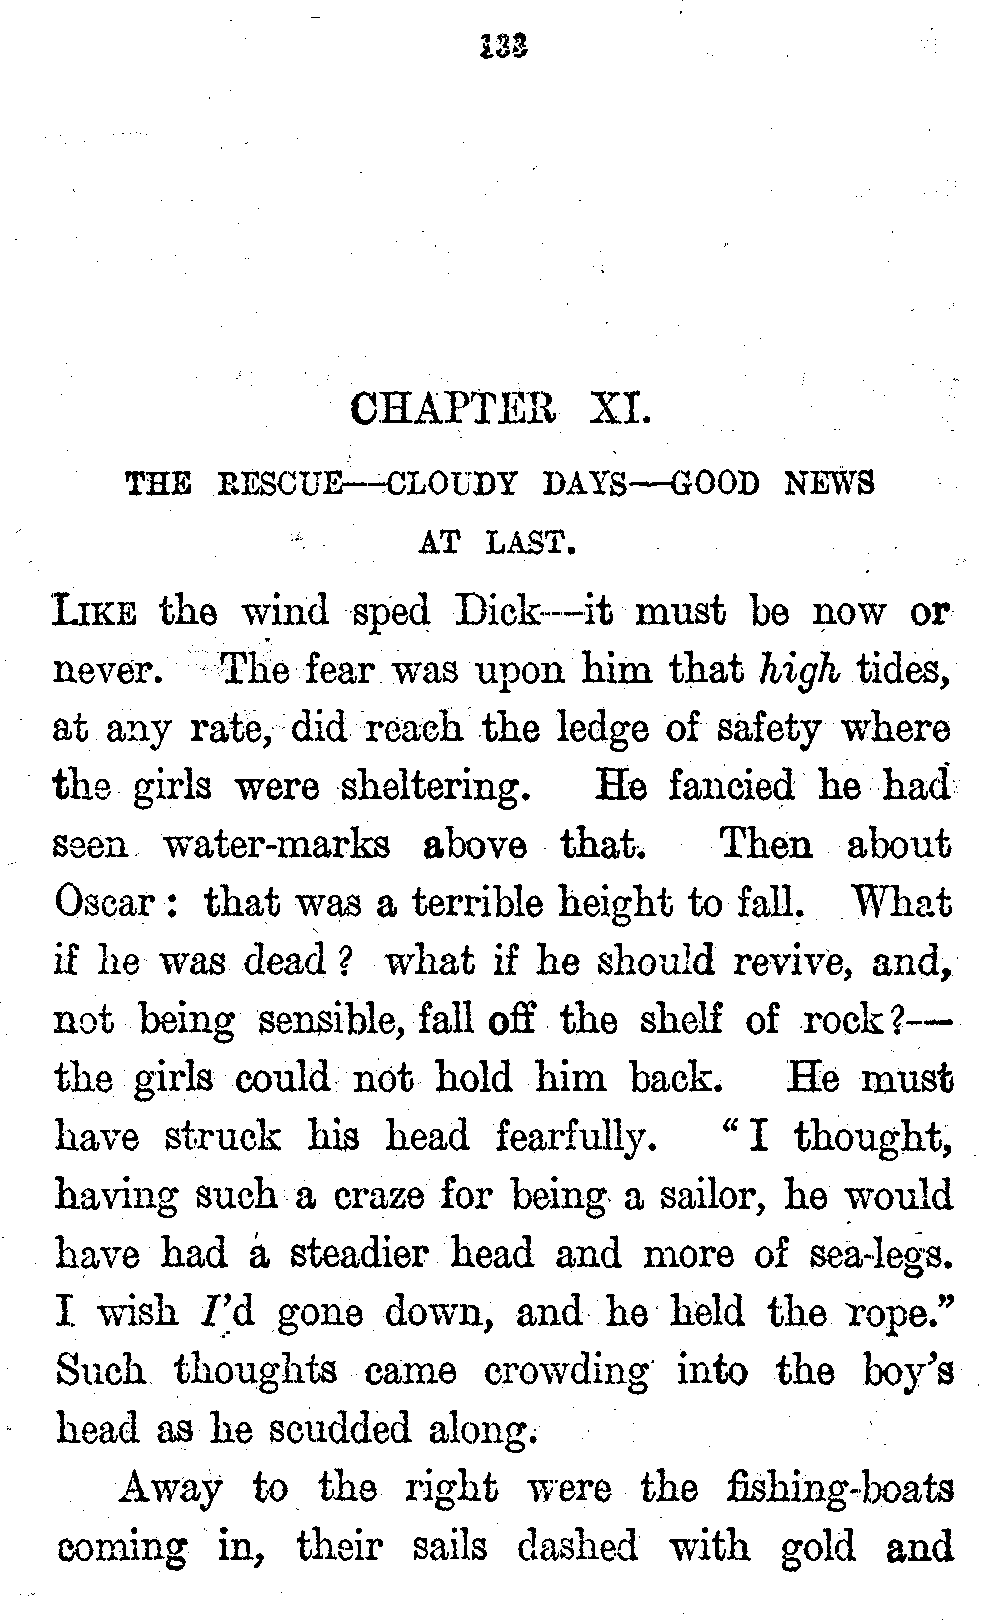 133
CHAPTER XI.
THE RESCUE—CLOUDY DAYS—GOOD NEWS
AT LAST.
LIKE the wind sped Dick—it must be now or
never. The fear was upon him that high tides,
at any rate, did reach the ledge of safety where
the girls were sheltering. He fancied he had
seen water-marks above that. Then about
Oscar: that was a terrible height to fall. What
if he was dead? what if he should revive, and,
not being sensible, fall off the shelf of rock?—
the girls could not hold him back. He must
have struck his head fearfully. “I thought,
having such a craze for being a sailor, he would
have had a steadier head and more of sea-legs.
I wish I’d gone down, and he held the rope.”
Such thoughts came crowding into the boy’s
head as he scudded along.
Away to the right were the fishing-boats
coming in, their sails dashed with gold and